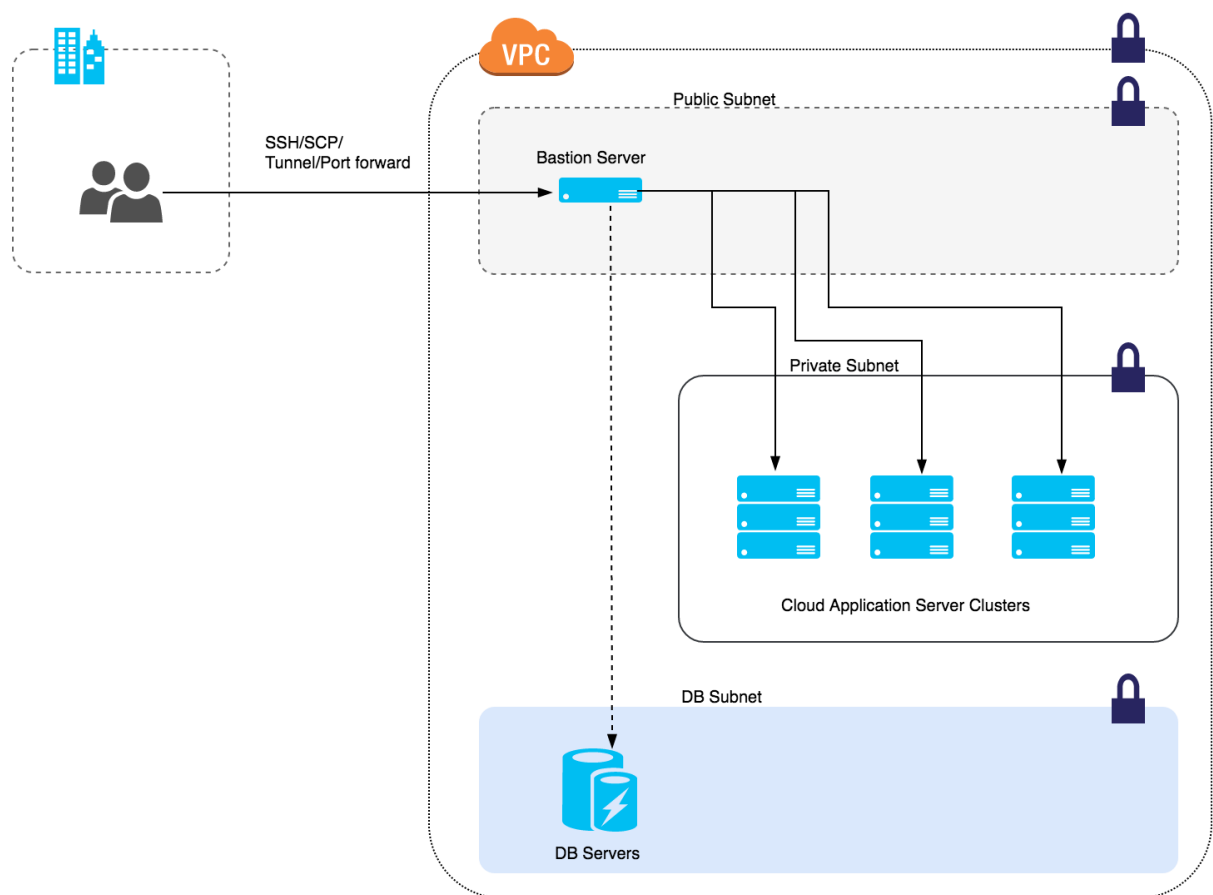 VPC
Public Subnet
SSH/SCP/
Tunnel/Port forward
Bastion Server
Private Subnet
Cloud Application Server Clusters
DB Subnet
DB Servers